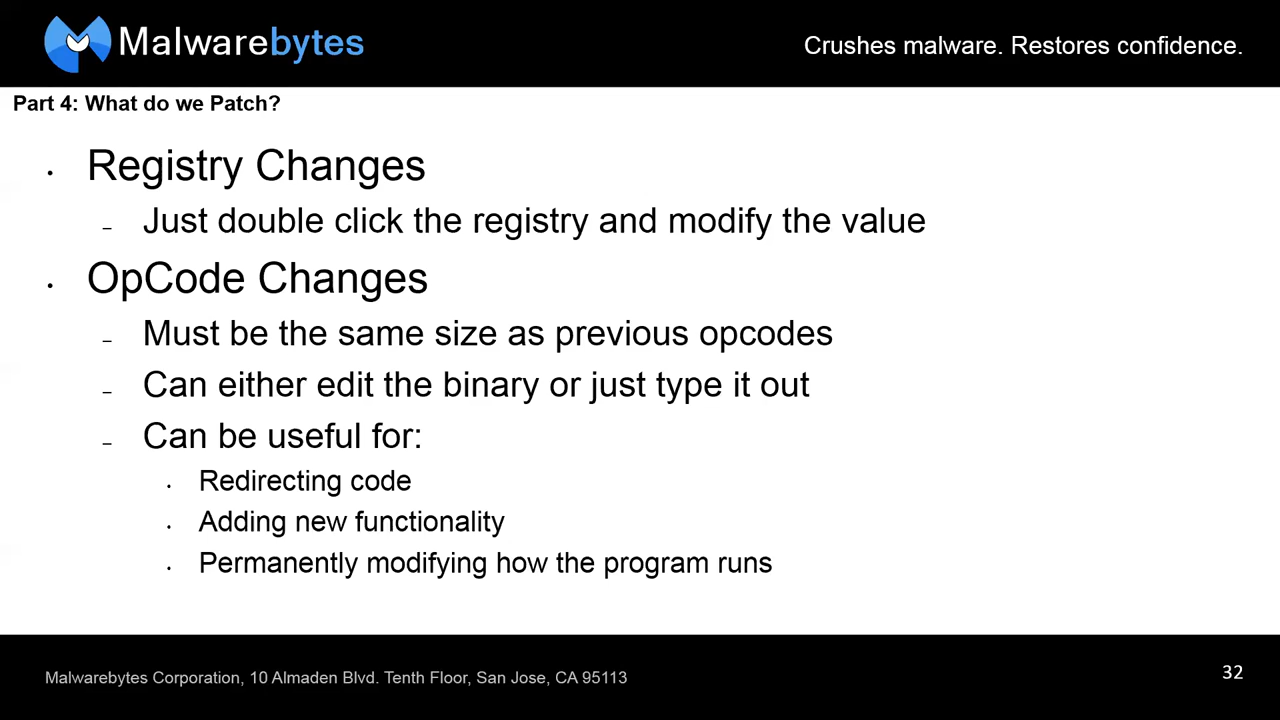 Malwarebytes
Crushes malware. Restores confidence.
Part 4: What do we Patch?
• Registry Changes
– Just double click the registry and modify the value
• OpCode Changes
– Must be the same size as previous opcodes
– Can either edit the binary or just type it out
– Can be useful for:
• Redirecting code
• Adding new functionality
• Permanently modifying how the program runs
Malwarebytes Corporation, 10 Almaden Blvd. Tenth Floor, San Jose, CA 95113
32